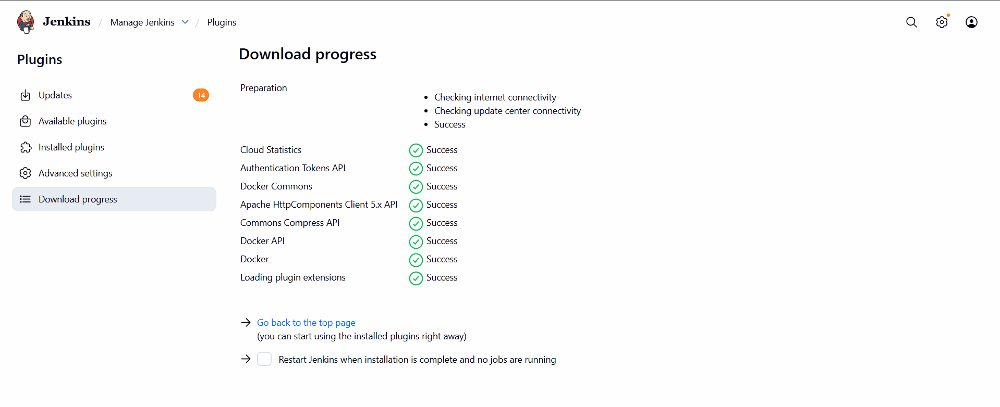 Jenkins / Manage Jenkins / Plugins
Plugins
Updates 14
Available plugins
Installed plugins
Advanced settings
Download progress
Download progress
Preparation
• Checking internet connectivity
• Checking update center connectivity
• Success
Cloud Statistics Success
Authentication Tokens API Success
Docker Commons Success
Apache HttpComponents Client 5.x API Success
Commons Compress API Success
Docker API Success
Docker Success
Loading plugin extensions Success
→ Go back to the top page
(you can start using the installed plugins right away)
→ Restart Jenkins when installation is complete and no jobs are running